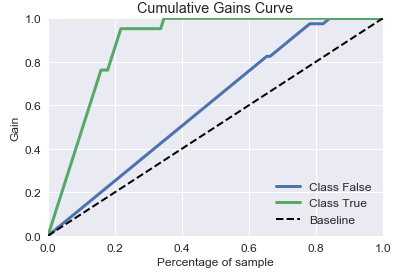 Cumulative Gains Curve
1.0
0.8
0.6
0.4
0.2
0.0
Gain
Class False
Class True
Baseline
0.0 0.2 0.4 0.6 0.8 1.0
Percentage of sample